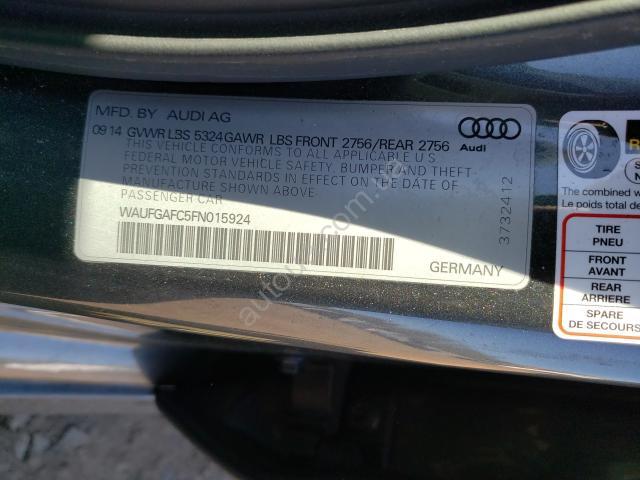 MFD. BY AUDI AG
09 14 GVWR LBS 5324 GAWR LBS FRONT 2756/REAR 2756
THIS VEHICLE CONFORMS TO ALL APPLICABLE U S
FEDERAL MOTOR VEHICLE SAFETY, BUMPER AND THEFT
PREVENTION STANDARDS IN EFFECT ON THE DATE OF
MANUFACTURE SHOWN ABOVE
PASSENGER CAR
WAUFGAFC5FN015924
GERMANY
Audi
3732412
The combined w
Le poids total
TIRE
PNEU
FRONT
AVANT
REAR
ARRIERE
SPARE
DE SECOURS